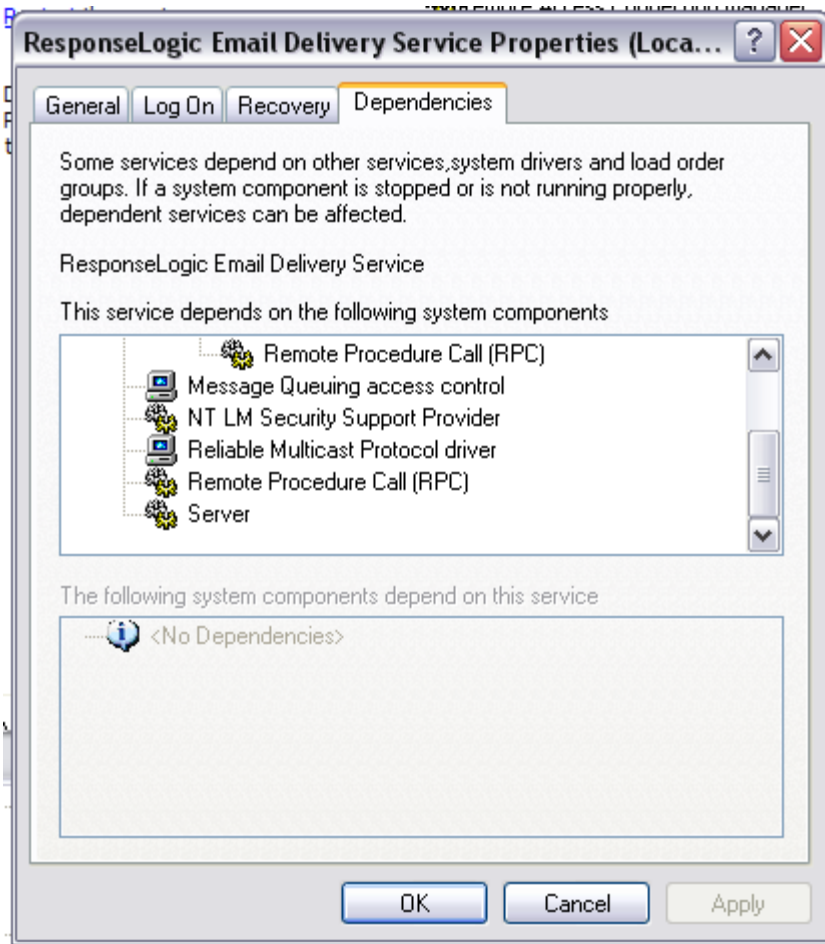 Remote Access Connection Manager
ResponseLogic Email Delivery Service Properties (Loca...
General Log On Recovery Dependencies
Some services depend on other services,system drivers and load order
groups. If a system component is stopped or is not running properly,
dependent services can be affected.
ResponseLogic Email Delivery Service
This service depends on the following system components
Remote Procedure Call (RPC)
Message Queuing access control
NT LM Security Support Provider
Reliable Multicast Protocol driver
Remote Procedure Call (RPC)
Server
The following system components depend on this service
<No Dependencies>
OK Cancel Apply